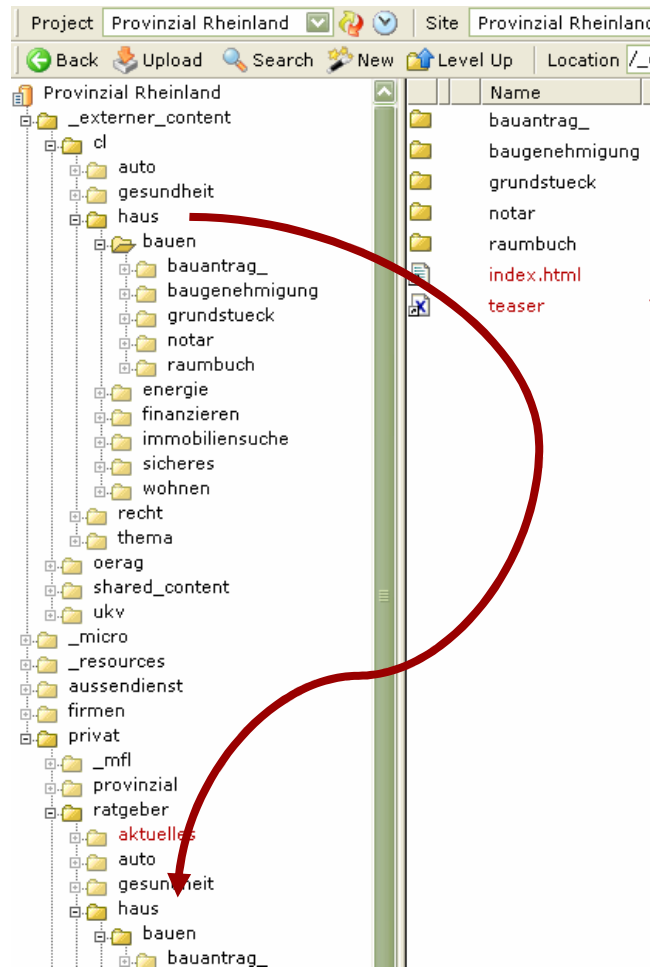 Project Provinzial Rheinland Site Provinzial Rheinland
Back Upload Search New Level Up Location /_
Provinzial Rheinland
_externer_content
cl
auto
gesundheit
haus
bauen
bauantrag_
baugenehmigung
grundstueck
notar
raumbuch
energie
finanzieren
immobiliensuche
sicheres
wohnen
recht
thema
oerag
shared_content
ukv
_micro
_resources
aussendienst
firmen
privat
_mfl
provinzial
ratgeber
aktuelles
auto
gesundheit
haus
bauen
bauantrag_
Name
bauantrag_
baugenehmigung
grundstueck
notar
raumbuch
index.html
teaser